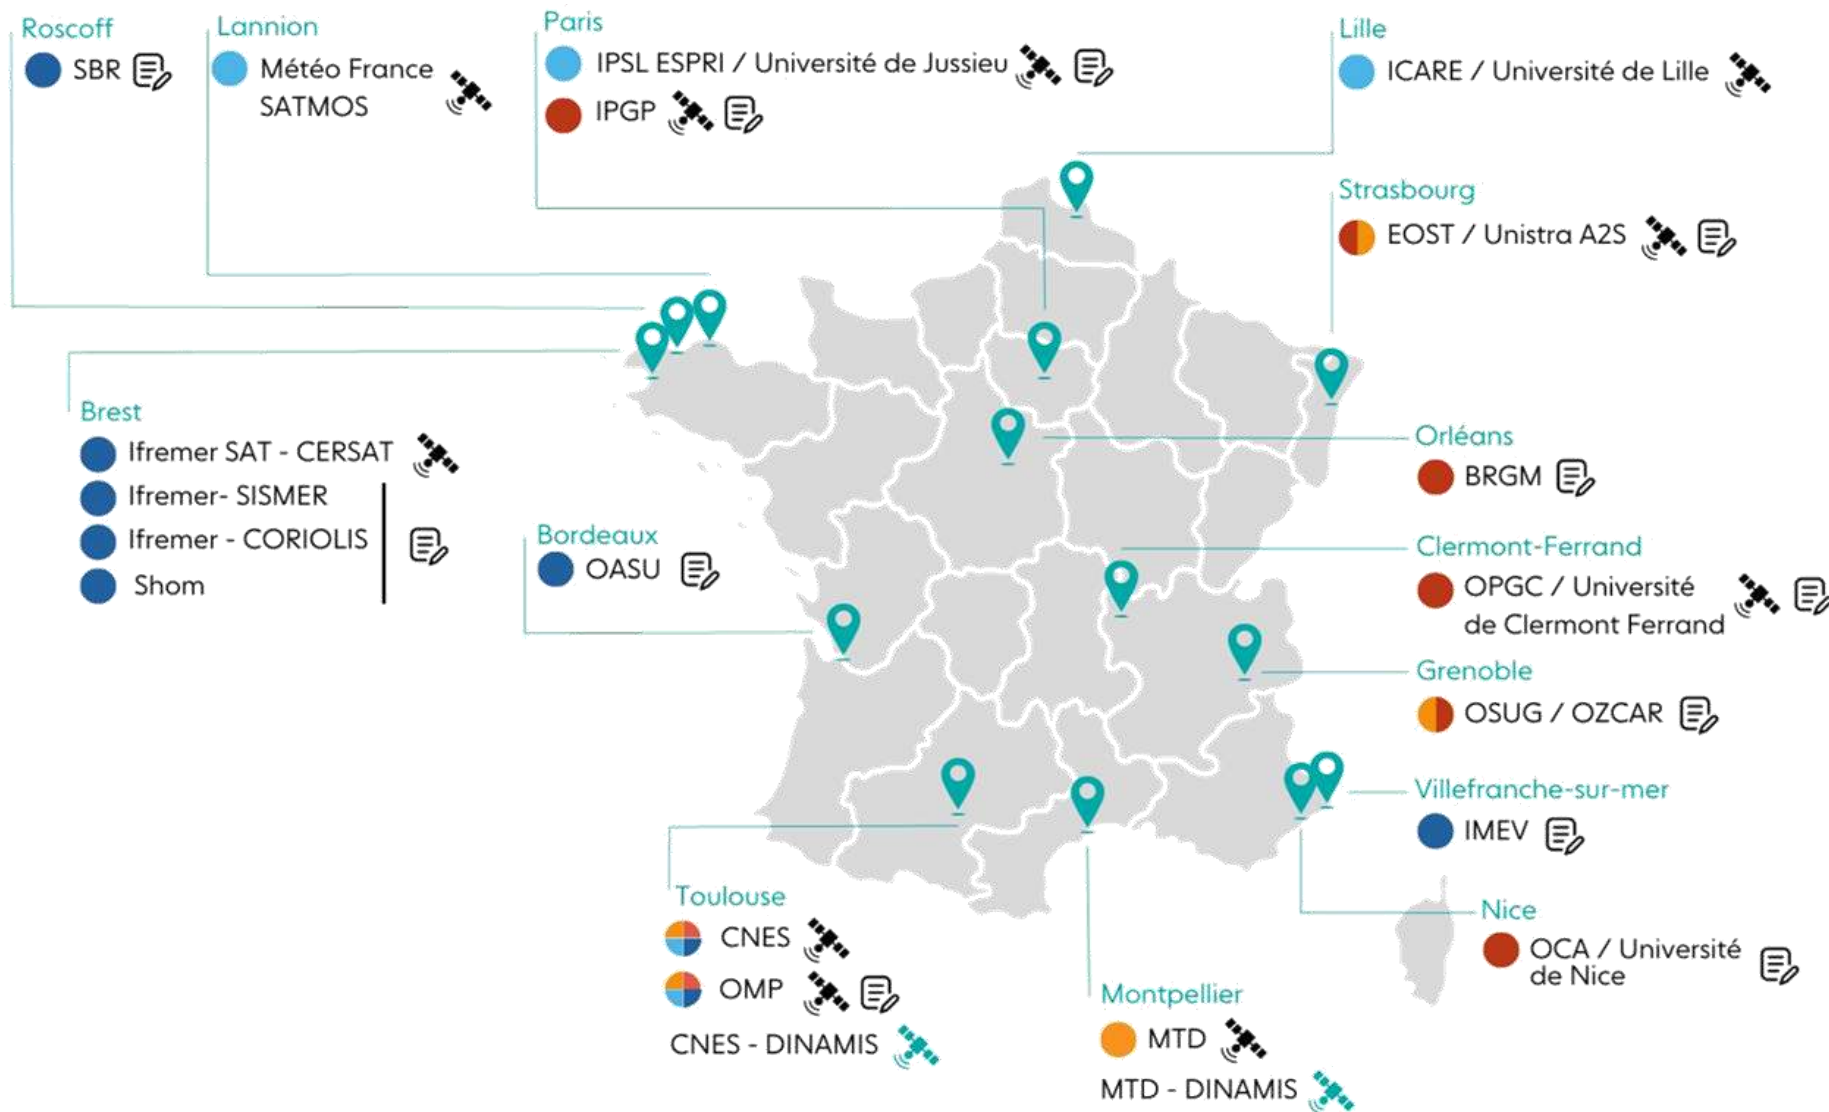 Roscoff
SBR
Lannion
Météo France
SATMOS
Paris
IPSL ESPRI / Université de Jussieu
IPGP
Lille
ICARE / Université de Lille
Strasbourg
EOST / Unistra A2S
Brest
Ifremer SAT - CERSAT
Ifremer- SISMER
Ifremer - CORIOLIS
Shom
Bordeaux
OASU
Orléans
BRGM
Clermont-Ferrand
OPGC / Université
de Clermont Ferrand
Grenoble
OSUG / OZCAR
Villefranche-sur-mer
IMEV
Nice
OCA / Université
de Nice
Toulouse
CNES
OMP
CNES - DINAMIS
Montpellier
MTD
MTD - DINAMIS